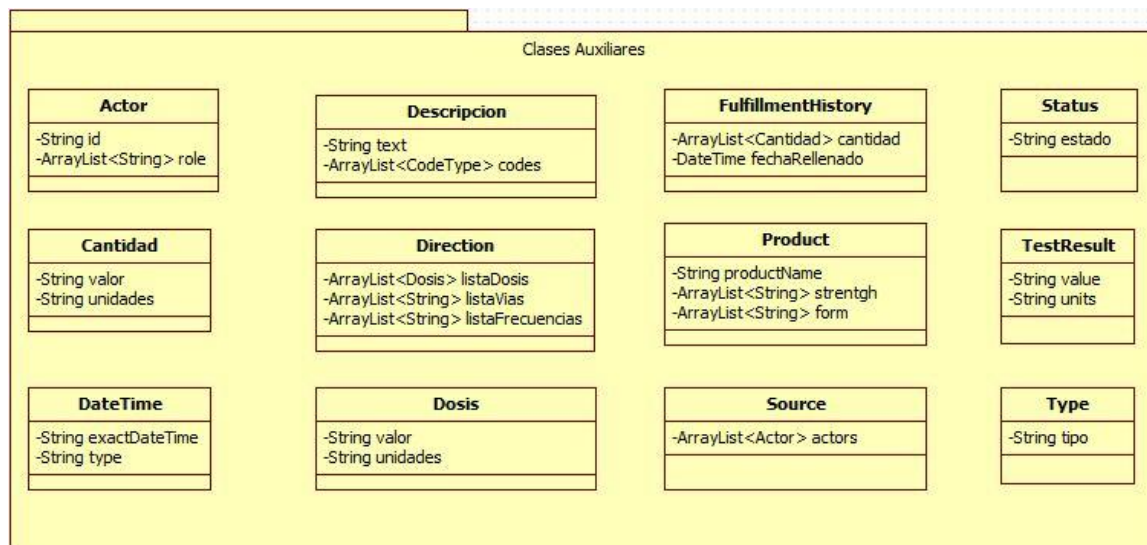 Clases Auxiliares
Actor
-String id
-ArrayList<String> role
Descripcion
-String text
-ArrayList<CodeType> codes
FulfillmentHistory
-ArrayList<Cantidad> cantidad
-DateTime fechaRellenado
Status
-String estado
Cantidad
-String valor
-String unidades
Direction
-ArrayList<Dosis> listaDosis
-ArrayList<String> listaVias
-ArrayList<String> listaFrecuencias
Product
-String productName
-ArrayList<String> strentgh
-ArrayList<String> form
TestResult
-String value
-String units
DateTime
-String exactDateTime
-String type
Dosis
-String valor
-String unidades
Source
-ArrayList<Actor> actors
Type
-String tipo